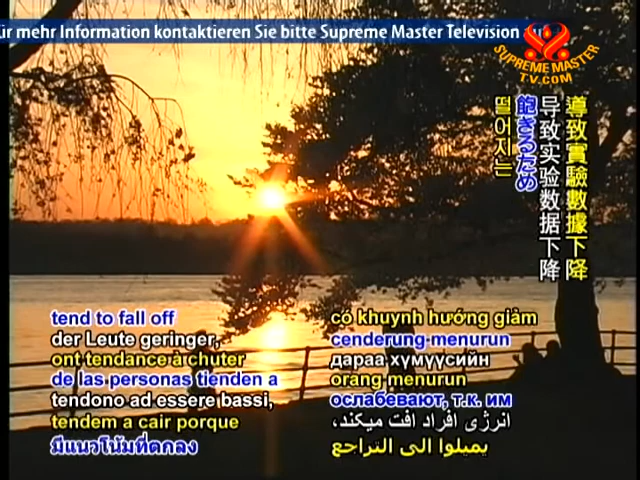 für mehr Information kontaktieren Sie bitte Supreme Master Television
SUPREME MASTER
TV.COM
導致實驗數據下降
导致实验数据下降
飽きるため
떨어지는
tend to fall off
der Leute geringer,
ont tendance à chuter
de las personas tienden a
tendono ad essere bassi,
tendem a cair porque
มีแนวโน้มที่ตกลง
có khuynh hướng giảm
cenderung menurun
дараа хүмүүсийн
orang menurun
ослабевают, т.к. им
انرژی افراد افت میکند،
يميلوا الى التراجع